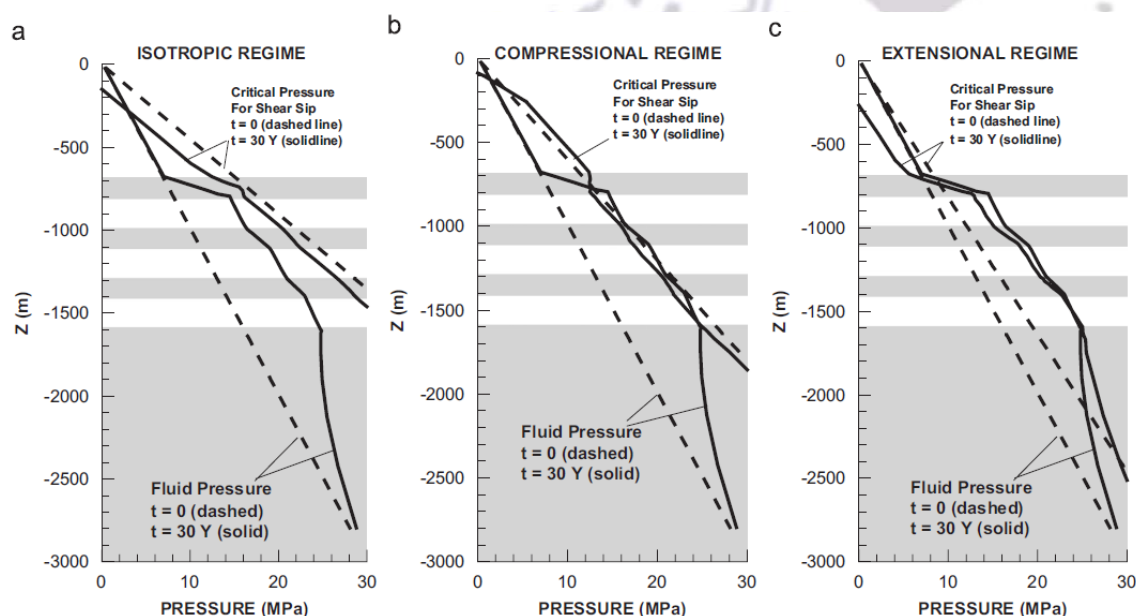 a
ISOTROPIC REGIME
Critical Pressure
For Shear Sip
t = 0 (dashed line)
t = 30 Y (solidline)
0
-500
-1000
-1500
-2000
-2500
-3000
Z (m)
Fluid Pressure
t = 0 (dashed)
t = 30 Y (solid)
0
10
20
30
PRESSURE (MPa)
b
COMPRESSIONAL REGIME
Critical Pressure
For Shear Sip
t = 0 (dashed line)
t = 30 Y (solidline)
0
-500
-1000
-1500
-2000
-2500
-3000
Z (m)
Fluid Pressure
t = 0 (dashed)
t = 30 Y (solid)
0
10
20
30
PRESSURE (MPa)
c
EXTENSIONAL REGIME
Critical Pressure
For Shear Sip
t = 0 (dashed line)
t = 30 Y (solidline)
0
-500
-1000
-1500
-2000
-2500
-3000
Z (m)
Fluid Pressure
t = 0 (dashed)
t = 30 Y (solid)
0
10
20
30
PRESSURE (MPa)